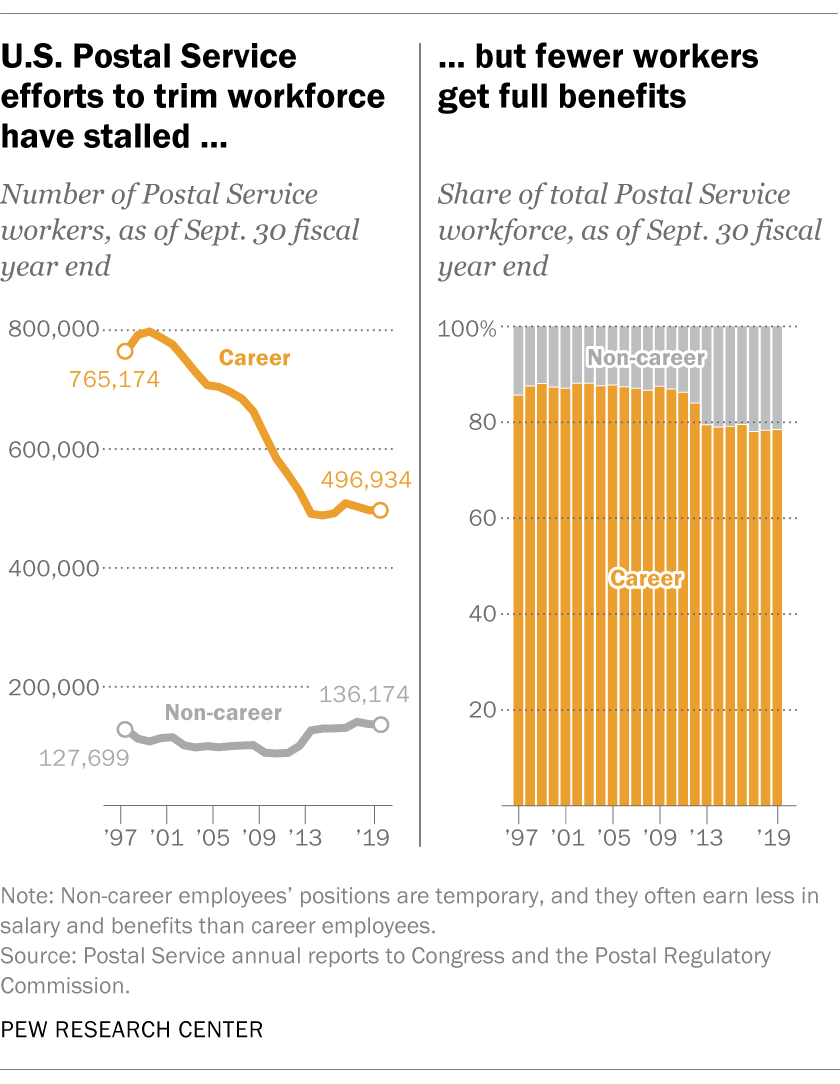 U.S. Postal Service
efforts to trim workforce
have stalled ...
Number of Postal Service
workers, as of Sept. 30 fiscal
year end
800,000
Career
765,174
600,000
496,934
400,000
200,000
136,174
Non-career
127,699
’97 ’01 ’05 ’09 ’13 ’19
... but fewer workers
get full benefits
Share of total Postal Service
workforce, as of Sept. 30 fiscal
year end
100%
Non-career
80
60
Career
40
20
’97 ’01 ’05 ’09 ’13 ’19
Note: Non-career employees’ positions are temporary, and they often earn less in
salary and benefits than career employees.
Source: Postal Service annual reports to Congress and the Postal Regulatory
Commission.
PEW RESEARCH CENTER